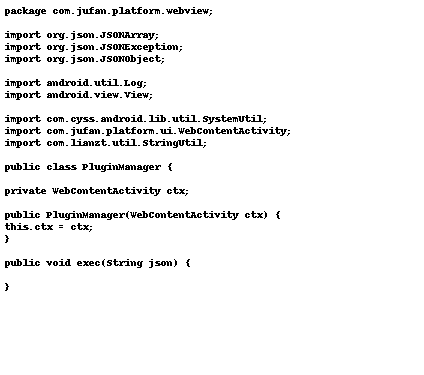 package com.jufan.platform.webview;
import org.json.JSONArray;
import org.json.JSONException;
import org.json.JSONObject;
import android.util.Log;
import android.view.View;
import com.cyss.android.lib.util.SystemUtil;
import com.jufan.platform.ui.WebContentActivity;
import com.lianzt.util.StringUtil;
public class PluginManager {
private WebContentActivity ctx;
public PluginManager(WebContentActivity ctx) {
this.ctx = ctx;
}
public void exec(String json) {
}